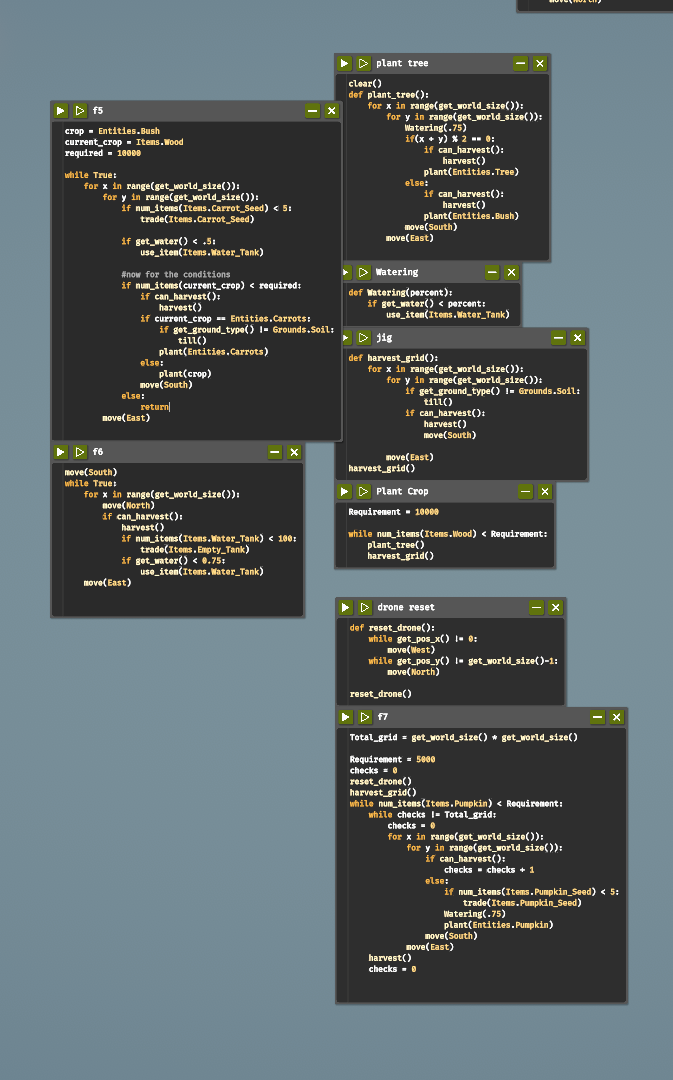 move(North)
plant tree
clear()
def plant_tree():
for x in range(get_world_size()):
for y in range(get_world_size()):
Watering(.75)
if(x + y) % 2 == 0:
if can_harvest():
harvest()
plant(Entities.Tree)
else:
if can_harvest():
harvest()
plant(Entities.Bush)
move(South)
move(East)
f5
crop = Entities.Bush
current_crop = Items.Wood
required = 10000
while True:
for x in range(get_world_size()):
for y in range(get_world_size()):
if num_items(Items.Carrot_Seed) < 5:
trade(Items.Carrot_Seed)
if get_water() < .5:
use_item(Items.Water_Tank)
#now for the conditions
if num_items(current_crop) < required:
if can_harvest():
harvest()
if current_crop == Entities.Carrots:
if get_ground_type() != Grounds.Soil:
till()
plant(Entities.Carrots)
else:
plant(crop)
move(South)
else:
return
move(East)
Watering
def Watering(percent):
if get_water() < percent:
use_item(Items.Water_Tank)
jig
def harvest_grid():
for x in range(get_world_size()):
for y in range(get_world_size()):
if get_ground_type() != Grounds.Soil:
till()
if can_harvest():
harvest()
move(South)
move(East)
harvest_grid()
f6
move(South)
while True:
for x in range(get_world_size()):
move(North)
if can_harvest():
harvest()
if num_items(Items.Water_Tank) < 100:
trade(Items.Empty_Tank)
if get_water() < 0.75:
use_item(Items.Water_Tank)
move(East)
Plant Crop
Requirement = 10000
while num_items(Items.Wood) < Requirement:
plant_tree()
harvest_grid()
drone reset
def reset_drone():
while get_pos_x() != 0:
move(West)
while get_pos_y() != get_world_size()-1:
move(North)
reset_drone()
f7
Total_grid = get_world_size() * get_world_size()
Requirement = 5000
checks = 0
reset_drone()
harvest_grid()
while num_items(Items.Pumpkin) < Requirement:
while checks != Total_grid:
checks = 0
for x in range(get_world_size()):
for y in range(get_world_size()):
if can_harvest():
checks = checks + 1
else:
if num_items(Items.Pumpkin_Seed) < 5:
trade(Items.Pumpkin_Seed)
Watering(.75)
plant(Entities.Pumpkin)
move(South)
move(East)
harvest()
checks = 0